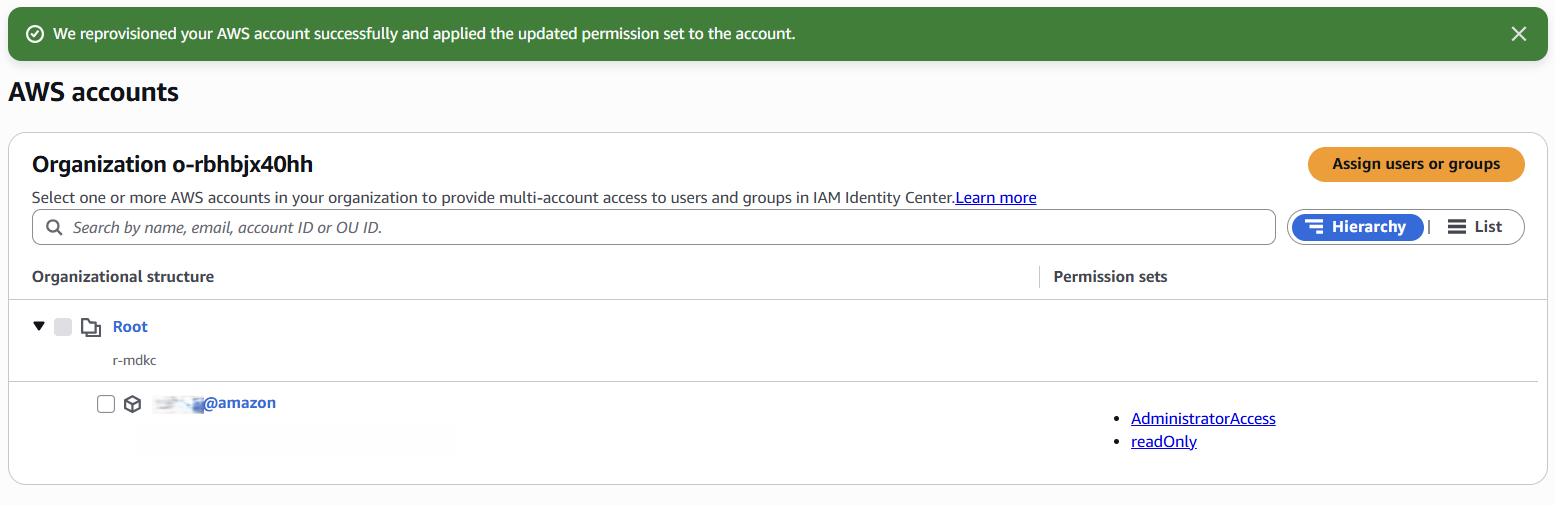 We reprovisioned your AWS account successfully and applied the updated permission set to the account.
AWS accounts
Organization o-rbhbjx40hh
Assign users or groups
Select one or more AWS accounts in your organization to provide multi-account access to users and groups in IAM Identity Center.Learn more
Search by name, email, account ID or OU ID.
Hierarchy | List
Organizational structure
Permission sets
Root
r-mdkc
@amazon
AdministratorAccess
readOnly